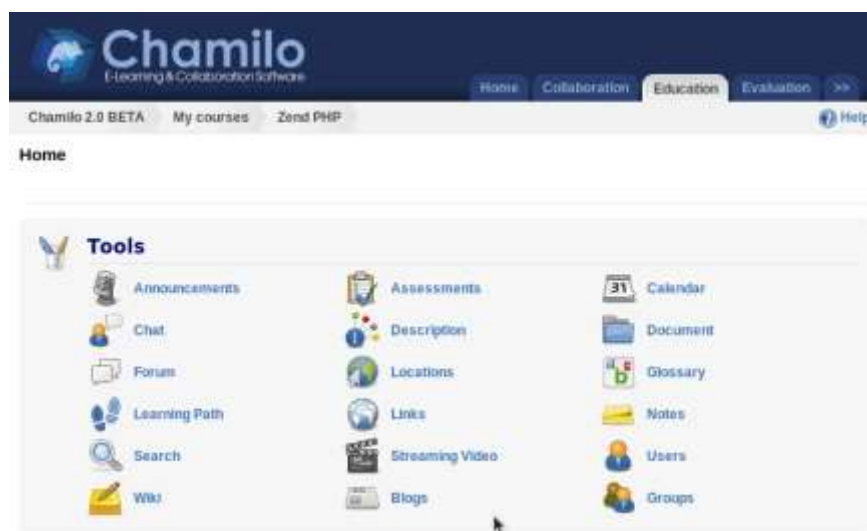 Chamilo
E-Learning & Collaboration Software
Home Collaboration Education Evaluation >>
Chamilo 2.0 BETA My courses Zend PHP Help
Home
Tools
Announcements Assessments 31 Calendar
Chat Description Document
Forum Locations Glossary
Learning Path Links Notes
Search Streaming Video Users
Wiki Blogs Groups